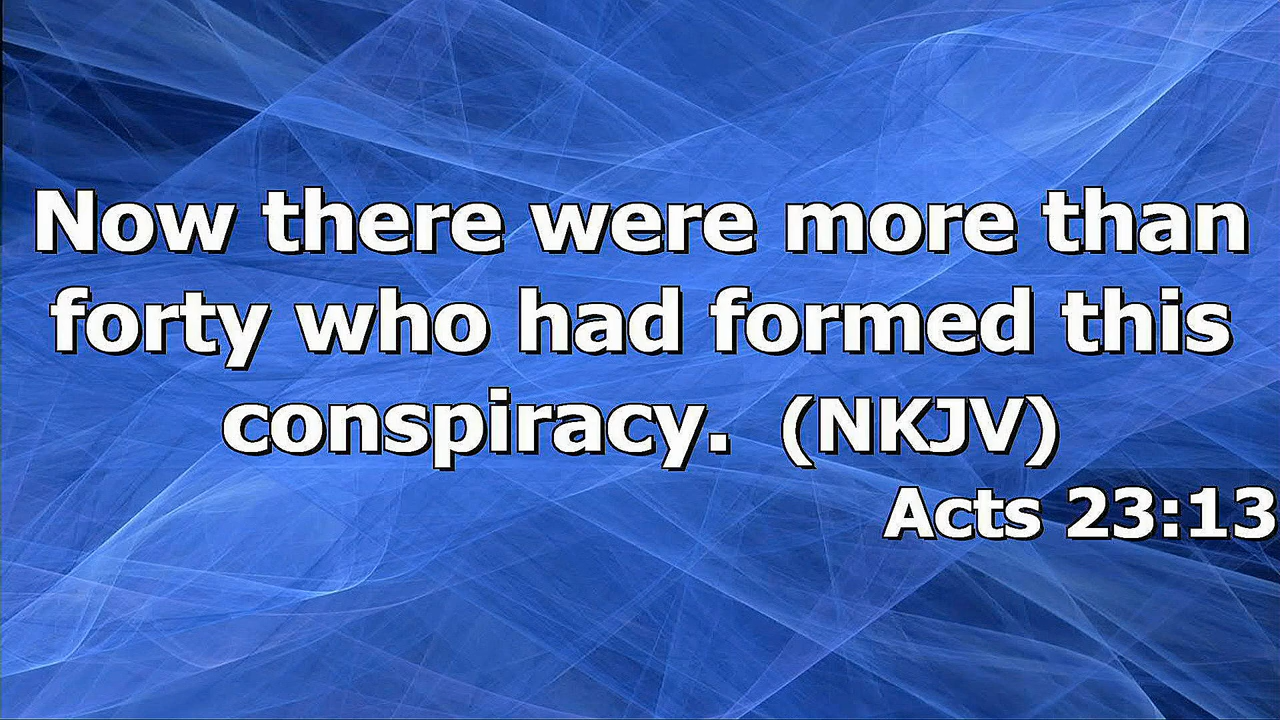 Now there were more than
forty who had formed this
conspiracy.  (NKJV)
Acts 23:13